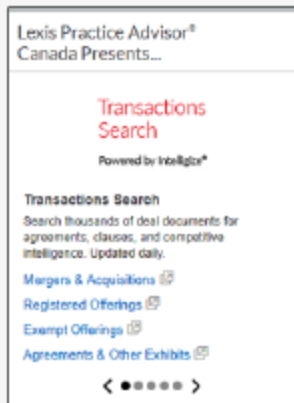 Lexis Practice Advisor®
Canada Presents...
Transactions
Search
Powered by Intelligize®
Transactions Search
Search thousands of deal documents for
agreements, clauses, and competitive
intelligence. Updated daily.
Mergers & Acquisitions
Registered Offerings
Exempt Offerings
Agreements & Other Exhibits